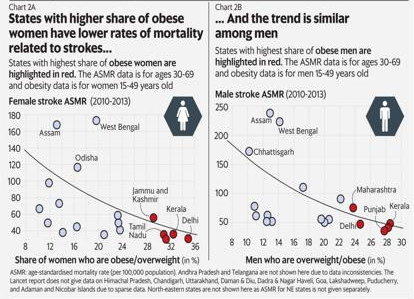 Chart 2A
States with higher share of obese
women have lower rates of mortality
related to strokes...
States with highest share of obese women are
highlighted in red. The ASMR data is for ages 30-69
and obesity data is for women 15-49 years old
Female stroke ASMR (2010-2013)
180
160
140
120
100
80
60
40
Assam
West Bengal
Odisha
Jammu and
Kashmir
Kerala
Tamil
Nadu
Delhi
8 12 16 20 24 28 32 36
Share of women who are obese/overweight (in %)
Chart 2B
... And the trend is similar
among men
States with highest share of obese men are
highlighted in red. The ASMR data is for ages 30-69
and obesity data is for men 15-49 years old
Male stroke ASMR (2010-2013)
250
200
150
100
50
Assam
West Bengal
Chhattisgarh
Maharashtra
Punjab
Kerala
Delhi
8 10 12 14 16 18 20 22 24 26 28 30
Men who are overweight/obese (in %)
ASMR: age-standardised mortality rate (per 100,000 population). Andhra Pradesh and Telangana are not shown here due to data inconsistencies. The
Lancet report does not give data on Himachal Pradesh, Chandigarh, Uttarakhand, Daman & Diu, Dadra & Nagar Haveli, Goa, Lakshadweep, Puducherry,
and Adaman and Nicobar Islands due to sparse data. North-eastern states are not shown here as ASMR for NE states is not given separately.